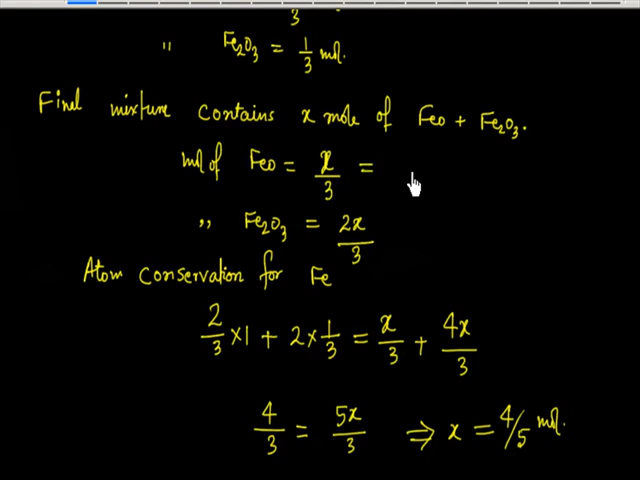 3
" Fe₂O₃ = 1/3 mol.
Final mixture contains x mole of FeO + Fe₂O₃.
mol of FeO = x/3 =
" Fe₂O₃ = 2x/3
Atom conservation for Fe
2/3 × 1 + 2 × 1/3 = x/3 + 4x/3
4/3 = 5x/3 ⇒ x = 4/5 mol.